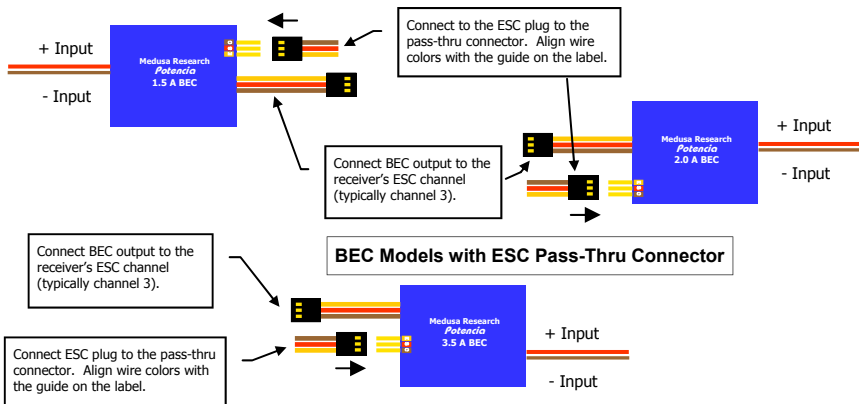 Connect to the ESC plug to the
pass-thru connector. Align wire
colors with the guide on the label.
+ Input
- Input
Medusa Research
Potencia
1.5 A BEC
Connect BEC output to the
receiver's ESC channel
(typically channel 3).
Medusa Research
Potencia
2.0 A BEC
+ Input
- Input
BEC Models with ESC Pass-Thru Connector
Connect BEC output to the
receiver's ESC channel
(typically channel 3).
Connect ESC plug to the pass-thru
connector. Align wire colors with
the guide on the label.
Medusa Research
Potencia
3.5 A BEC
+ Input
- Input